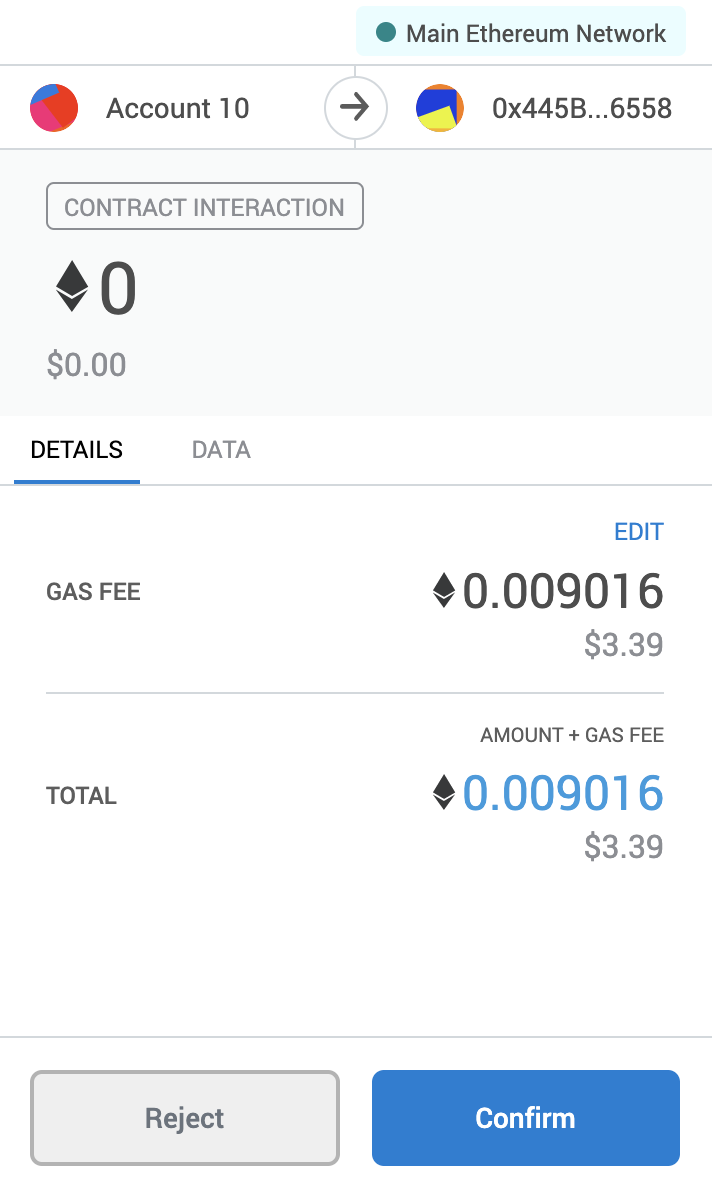 Main Ethereum Network
Account 10
0x445B...6558
CONTRACT INTERACTION
0
$0.00
DETAILS
DATA
EDIT
GAS FEE
0.009016
$3.39
AMOUNT + GAS FEE
TOTAL
0.009016
$3.39
Reject
Confirm